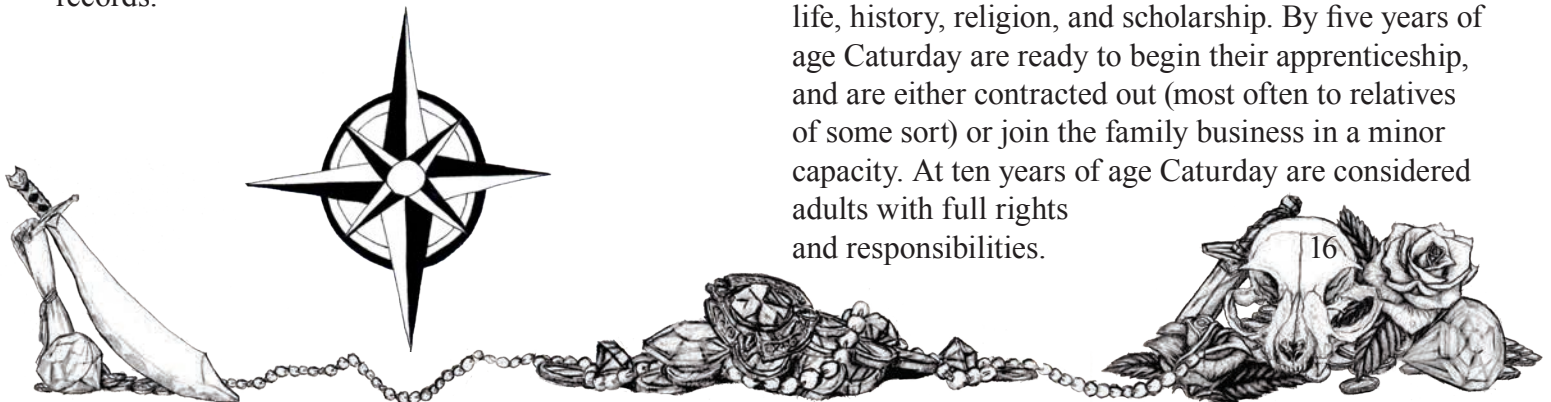 records.
life, history, religion, and scholarship. By five years of
age Caturday are ready to begin their apprenticeship,
and are either contracted out (most often to relatives
of some sort) or join the family business in a minor
capacity. At ten years of age Caturday are considered
adults with full rights
and responsibilities.
16